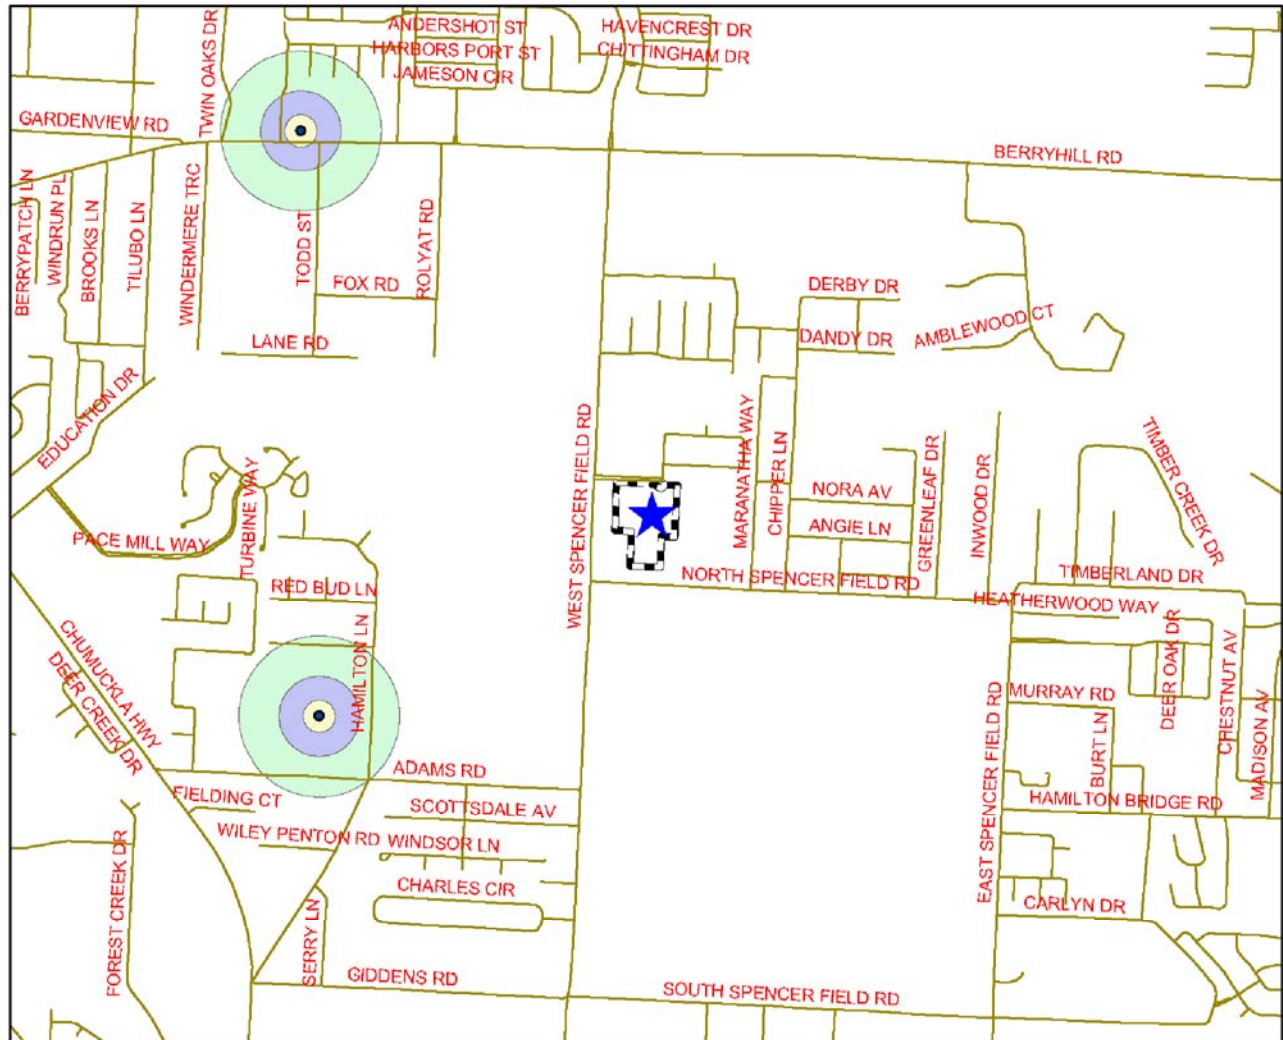 ANDERSHOT ST
HAVENCREST DR
HARBORS PORT ST
CHITTINGHAM DR
JAMESON CIR
TWIN OAKS DR
GARDENVIEW RD
BERRYHILL RD
BERRYPATCH LN
WINDRUN PL
BROOKS LN
TILUBO LN
WINDERMERE TRC
TODD ST
ROLYAT RD
FOX RD
DERBY DR
LANE RD
DANDY DR
AMBLEWOOD CT
EDUCATION DR
WEST SPENCER FIELD RD
MARANATHA WAY
CHIPPER LN
GREENLEAF DR
INWOOD DR
TIMBER CREEK DR
NORA AV
ANGIE LN
TURBINE WAY
PACE MILL WAY
RED BUD LN
NORTH SPENCER FIELD RD
TIMBERLAND DR
HEATHERWOOD WAY
CHUMUCKLA HWY
DEER CREEK DR
HAMILTON LN
DEER OAK DR
CHESTNUT AV
MADISON AV
MURRAY RD
BURT LN
EAST SPENCER FIELD RD
ADAMS RD
FIELDING CT
SCOTTSDALE AV
HAMILTON BRIDGE RD
WILEY PENTON RD
WINDSOR LN
CHARLES CIR
CARLYN DR
FOREST CREEK DR
SERRY LN
GIDDENS RD
SOUTH SPENCER FIELD RD